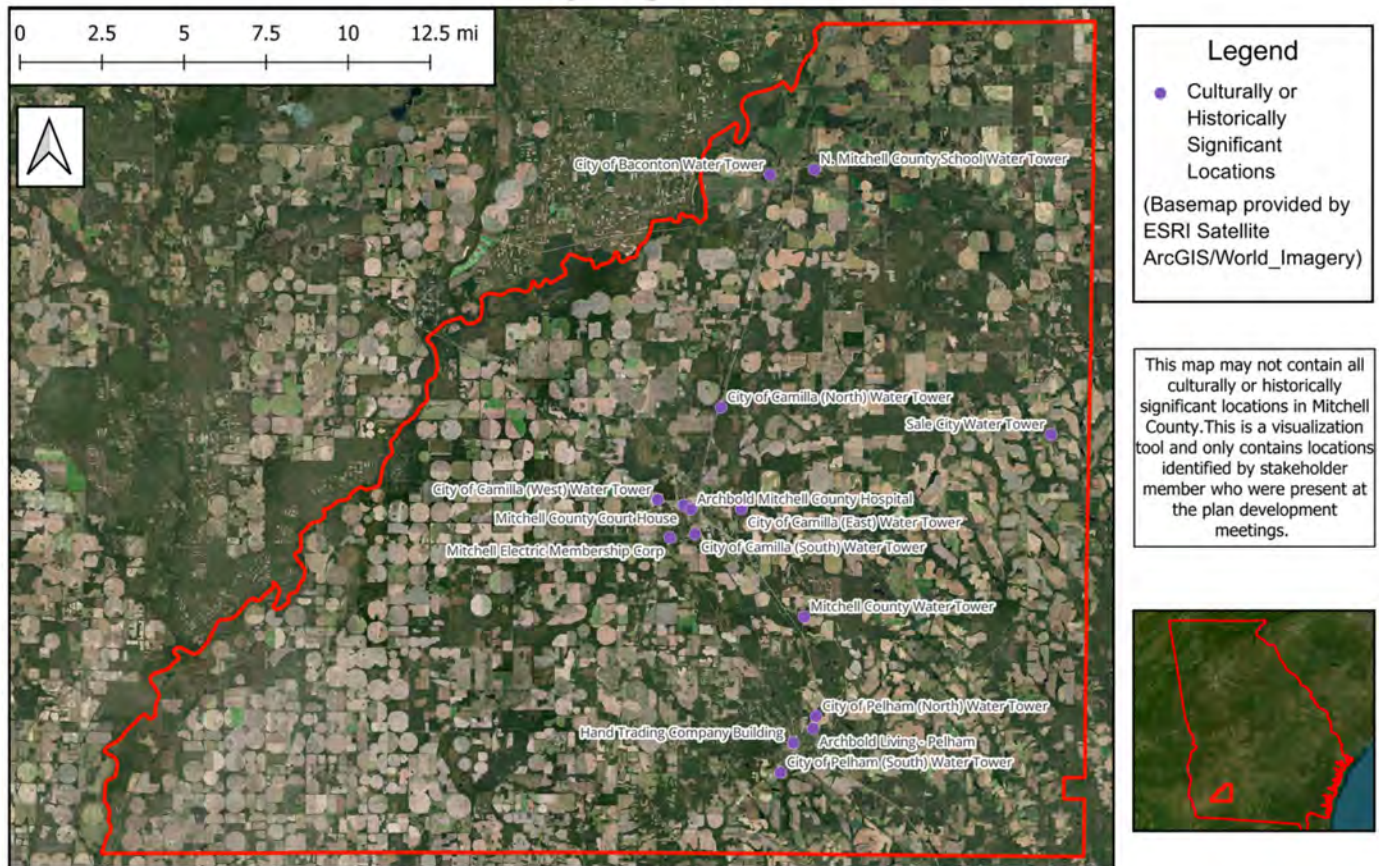 0 2.5 5 7.5 10 12.5 mi
City of Baconton Water Tower
N. Mitchell County School Water Tower
City of Camilla (North) Water Tower
Sale City Water Tower
City of Camilla (West) Water Tower
Archbold Mitchell County Hospital
Mitchell County Court House
City of Camilla (East) Water Tower
Mitchell Electric Membership Corp
City of Camilla (South) Water Tower
Mitchell County Water Tower
City of Pelham (North) Water Tower
Hand Trading Company Building
Archbold Living - Pelham
City of Pelham (South) Water Tower
Legend
Culturally or
Historically
Significant
Locations
(Basemap provided by
ESRI Satellite
ArcGIS/World_Imagery)
This map may not contain all
culturally or historically
significant locations in Mitchell
County.This is a visualization
tool and only contains locations
identified by stakeholder
member who were present at
the plan development
meetings.